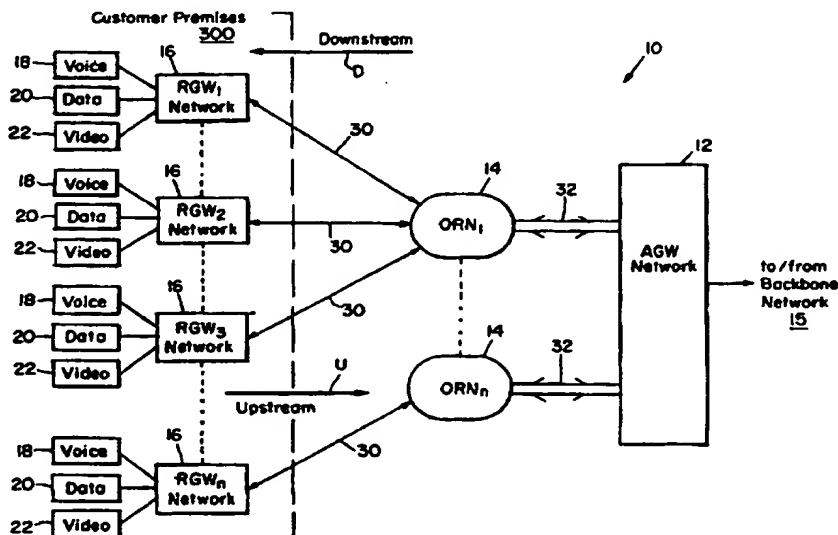 Customer Premises
300
Downstream
D
10
18
Voice
20
Data
22
Video
16
RGW1
Network
30
18
Voice
20
Data
22
Video
16
RGW2
Network
30
14
ORN1
32
12
AGW
Network
to/from
Backbone
Network
15
18
Voice
20
Data
22
Video
16
RGW3
Network
30
U
Upstream
14
ORNn
32
18
Voice
20
Data
22
Video
16
RGWn
Network
30